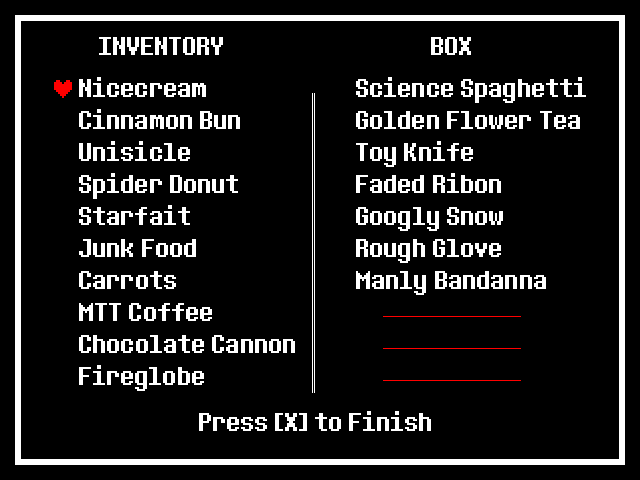 INVENTORY
Nicecream
Cinnamon Bun
Unisicle
Spider Donut
Starfait
Junk Food
Carrots
MTT Coffee
Chocolate Cannon
Fireglobe
BOX
Science Spaghetti
Golden Flower Tea
Toy Knife
Faded Ribon
Googly Snow
Rough Glove
Manly Bandanna
Press [X] to Finish